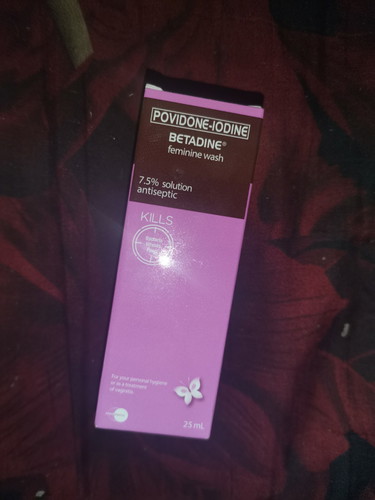 POVIDONE-IODINE
BETADINE®
feminine wash
7.5% solution
antiseptic
KILLS
For your personal hygiene
or as a treatment
of vaginitis.
25 mL